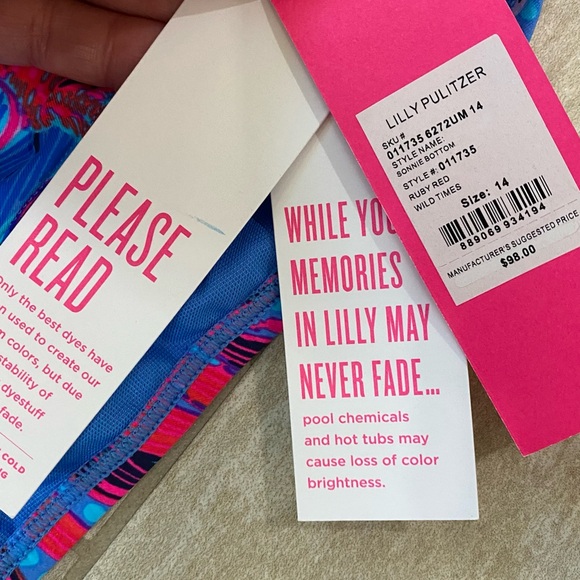 PLEASE
READ
only the best dyes have
n used to create our
n colors, but due
stability of
dyestuff
fade.
COLD
NG
WHILE YO
MEMORIES
IN LILLY MAY
NEVER FADE...
pool chemicals
and hot tubs may
cause loss of color
brightness.
LILLY PULITZER
SKU #
011735 6272UM 14
STYLE NAME:
SONNIE BOTTOM
STYLE #: 011735
RUBY RED
WILD TIMES
Size: 14
889069 934194
MANUFACTURER'S SUGGESTED PRICE
$98.00